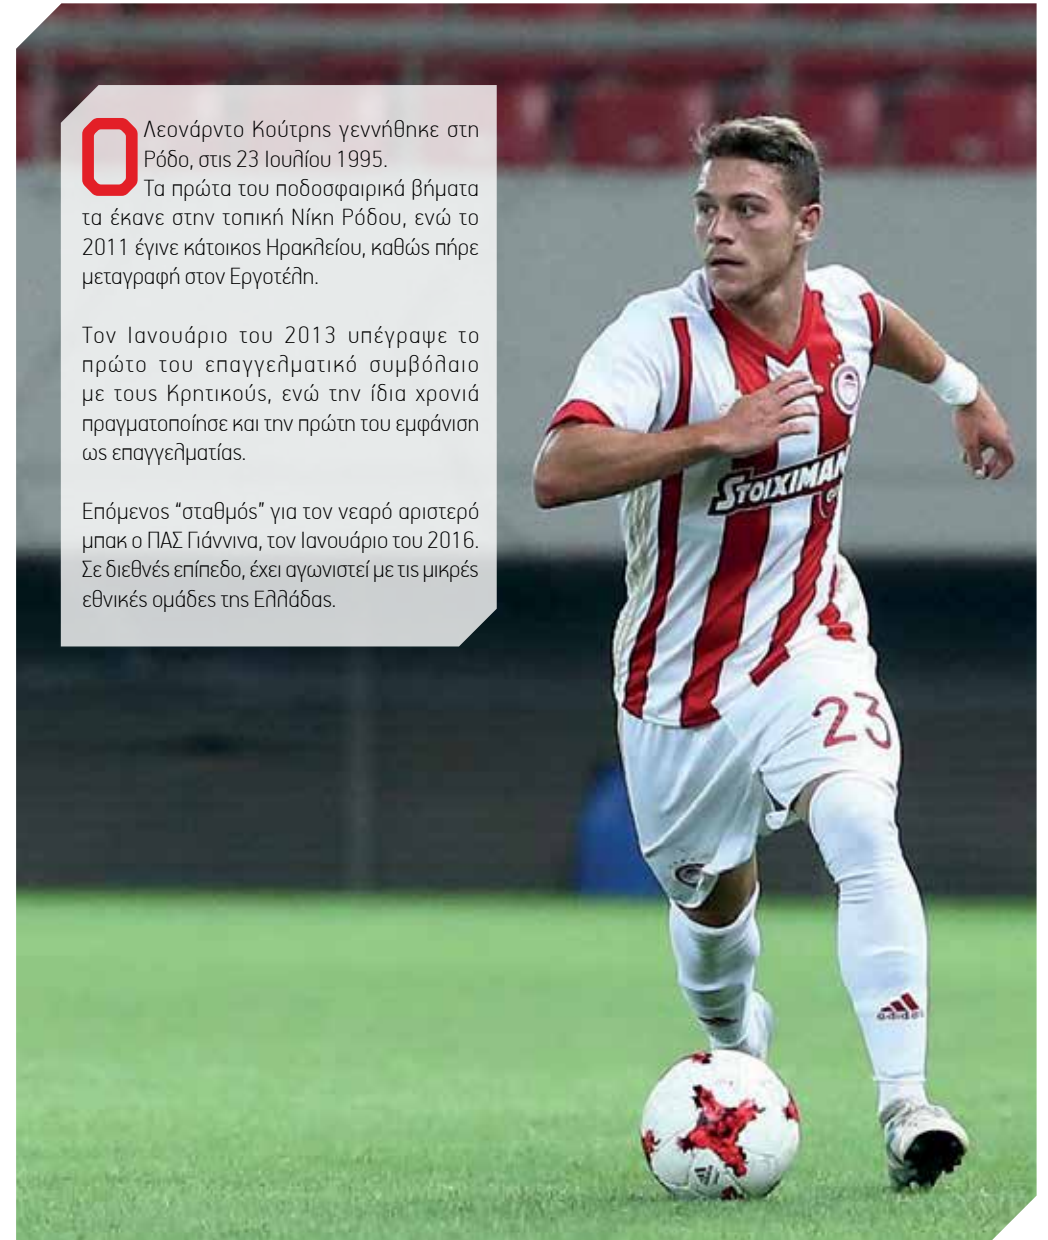 Ο Λεονάρντο Κούτρης γεννήθηκε στη
Ρόδο, στις 23 Ιουλίου 1995.
Τα πρώτα του ποδοσφαιρικά βήματα
τα έκανε στην τοπική Νίκη Ρόδου, ενώ το
2011 έγινε κάτοικος Ηρακλείου, καθώς πήρε
μεταγραφή στον Εργοτέλη.
Τον Ιανουάριο του 2013 υπέγραψε το
πρώτο του επαγγελματικό συμβόλαιο
με τους Κρητικούς, ενώ την ίδια χρονιά
πραγματοποίησε και την πρώτη του εμφάνιση
ως επαγγελματίας.
Επόμενος “σταθμός” για τον νεαρό αριστερό
μπακ ο ΠΑΣ Γιάννινα, τον Ιανουάριο του 2016.
Σε διεθνές επίπεδο, έχει αγωνιστεί με τις μικρές
εθνικές ομάδες της Ελλάδας.
STOIXIMAN
23
adidas